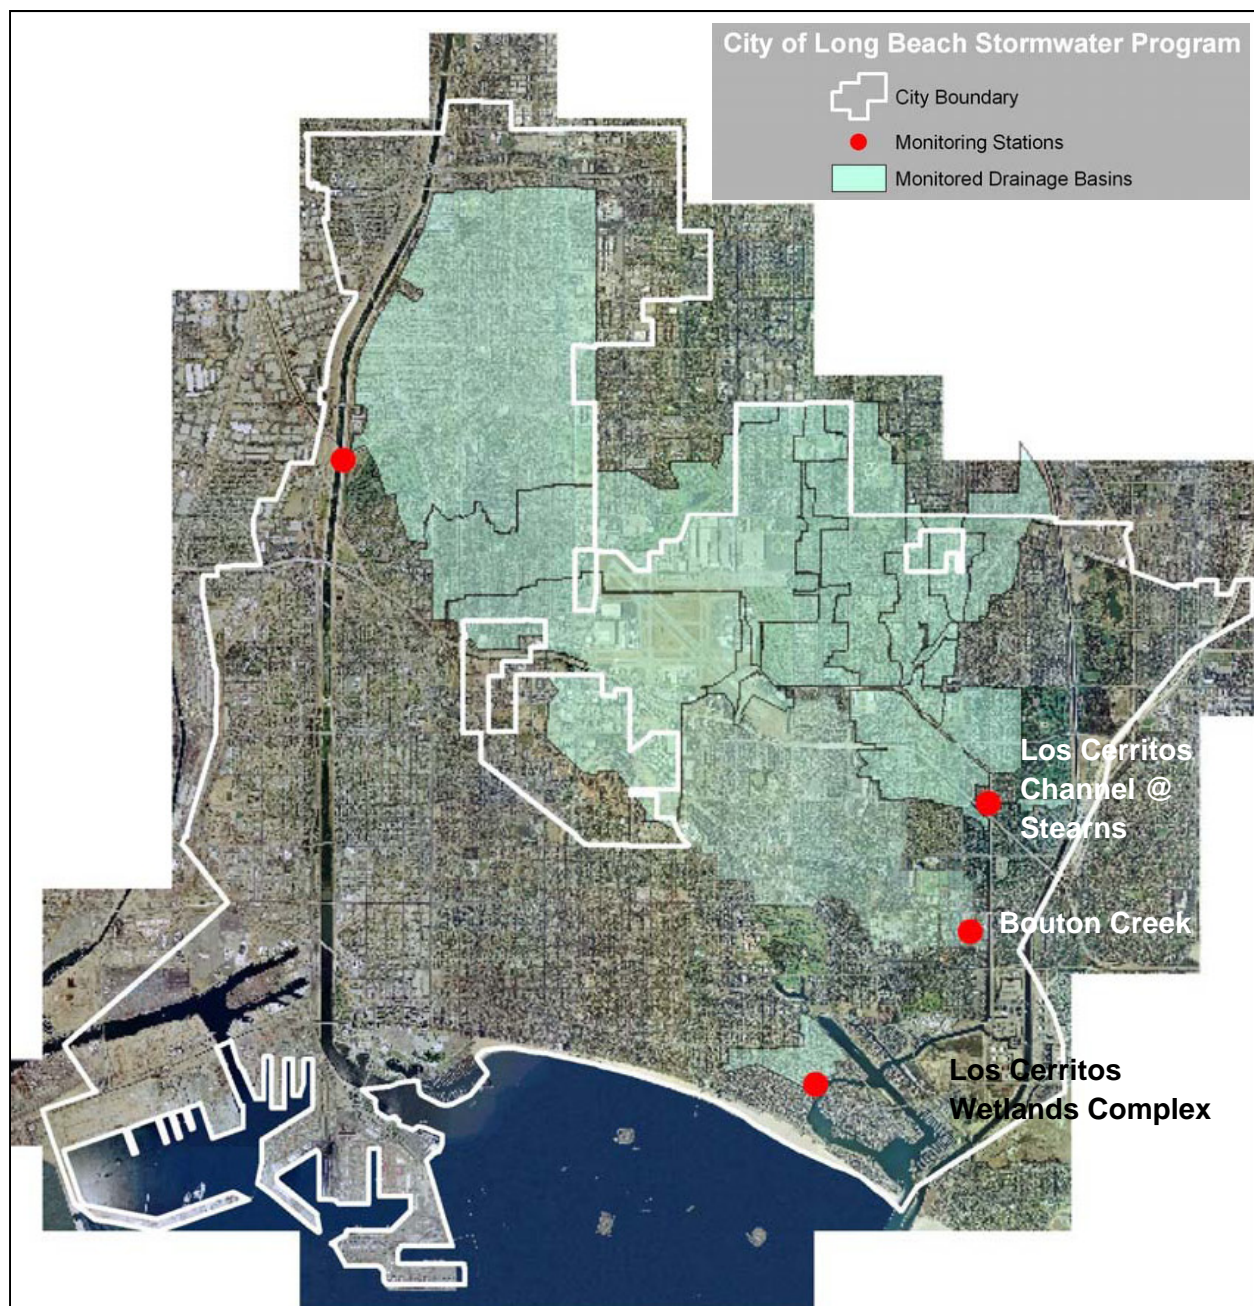 City of Long Beach Stormwater Program
City Boundary
Monitoring Stations
Monitored Drainage Basins
Los Cerritos
Channel @
Stearns
Bouton Creek
Los Cerritos
Wetlands Complex